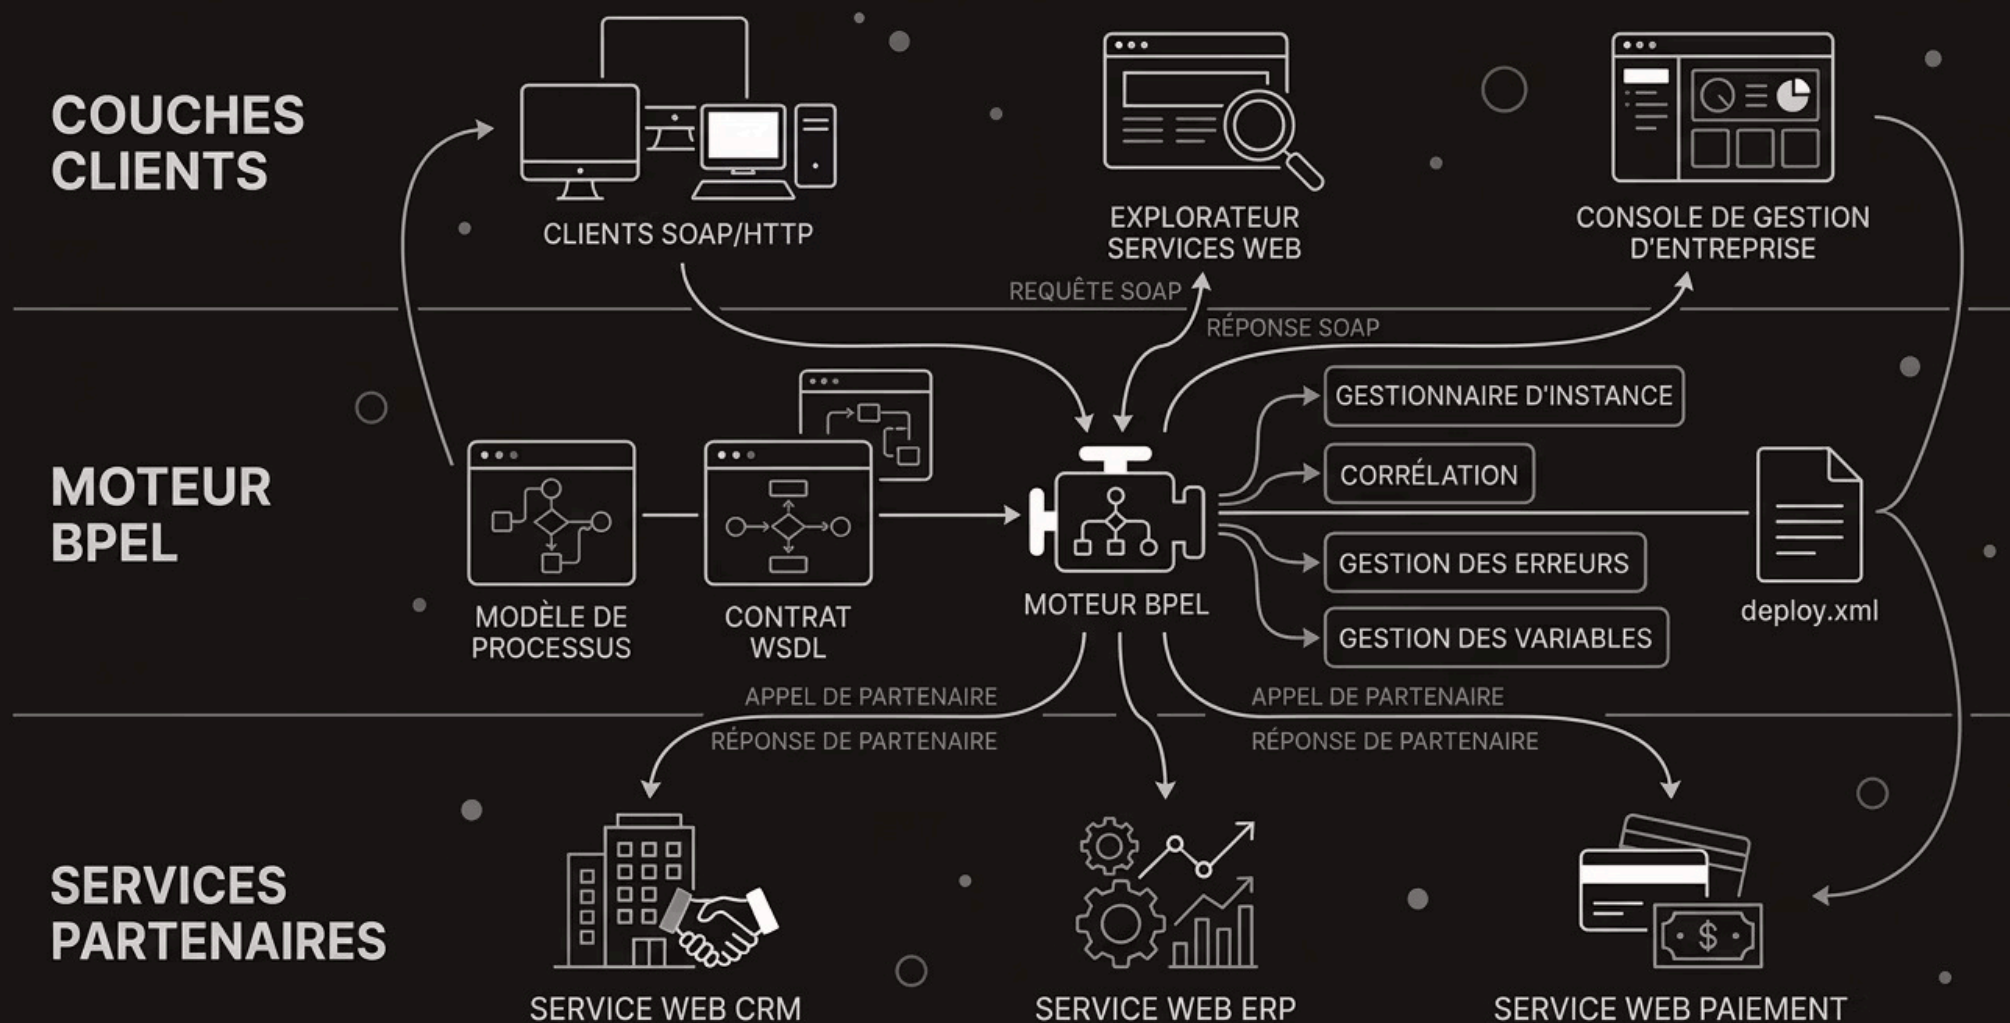 COUCHES
CLIENTS
CLIENTS SOAP/HTTP
EXPLORATEUR
SERVICES WEB
CONSOLE DE GESTION
D'ENTREPRISE
REQUÊTE SOAP
RÉPONSE SOAP
MOTEUR
BPEL
MODÈLE DE
PROCESSUS
CONTRAT
WSDL
MOTEUR BPEL
GESTIONNAIRE D'INSTANCE
CORRÉLATION
GESTION DES ERREURS
GESTION DES VARIABLES
deploy.xml
APPEL DE PARTENAIRE
RÉPONSE DE PARTENAIRE
APPEL DE PARTENAIRE
RÉPONSE DE PARTENAIRE
SERVICES
PARTENAIRES
$
SERVICE WEB CRM
SERVICE WEB ERP
SERVICE WEB PAIEMENT